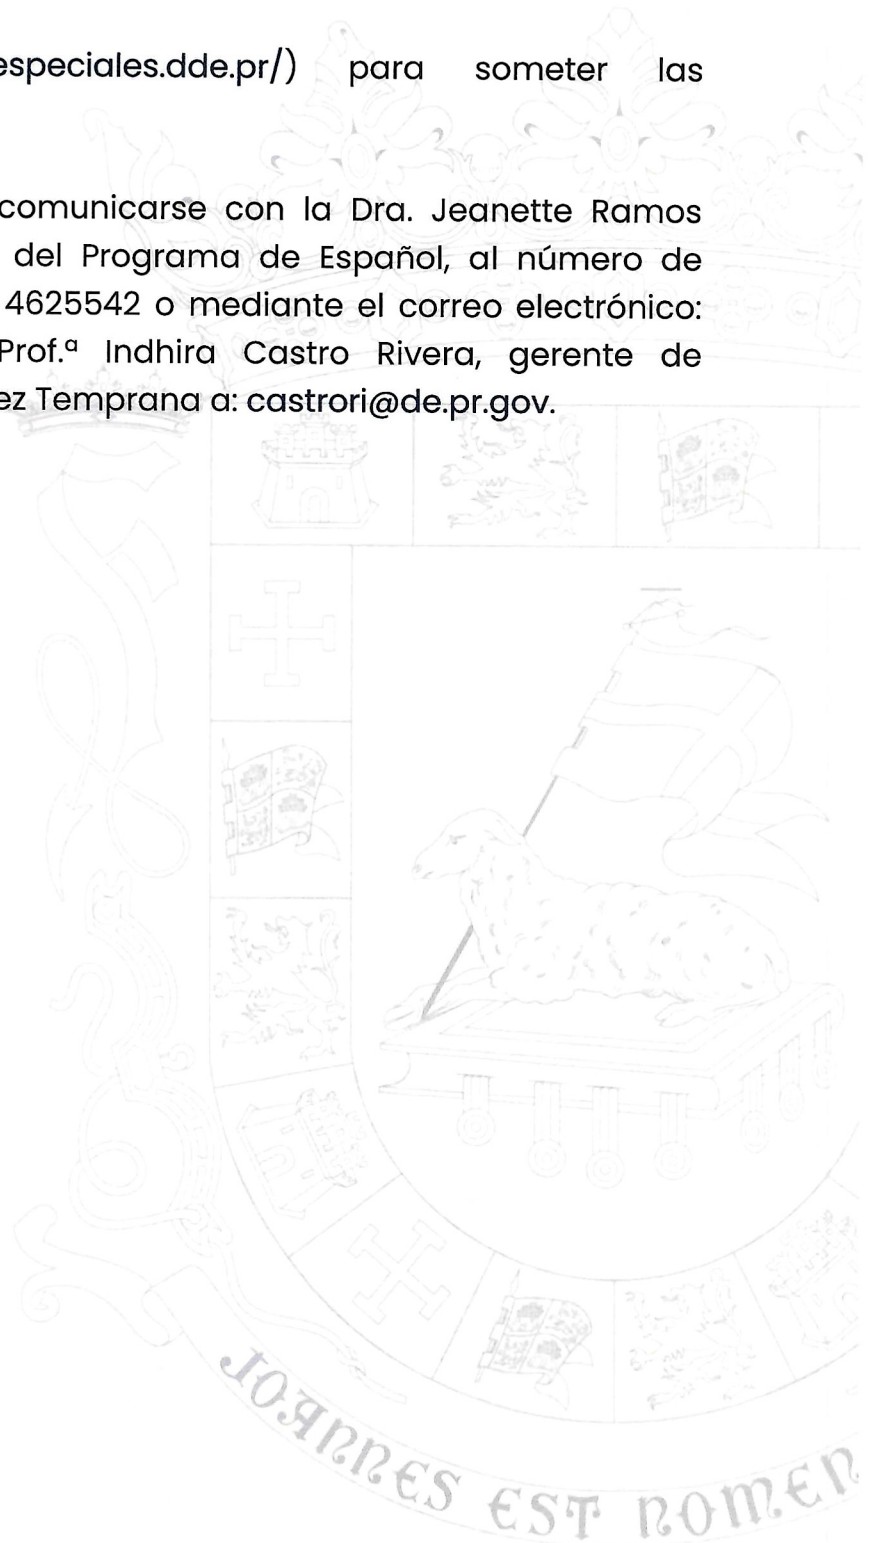 especiales.dde.pr/) para someter las
comunicarse con la Dra. Jeanette Ramos
del Programa de Español, al número de
4625542 o mediante el correo electrónico:
Prof.ª Indhira Castro Rivera, gerente de
ez Temprana a: castrori@de.pr.gov.
JOANNES EST NOMEN